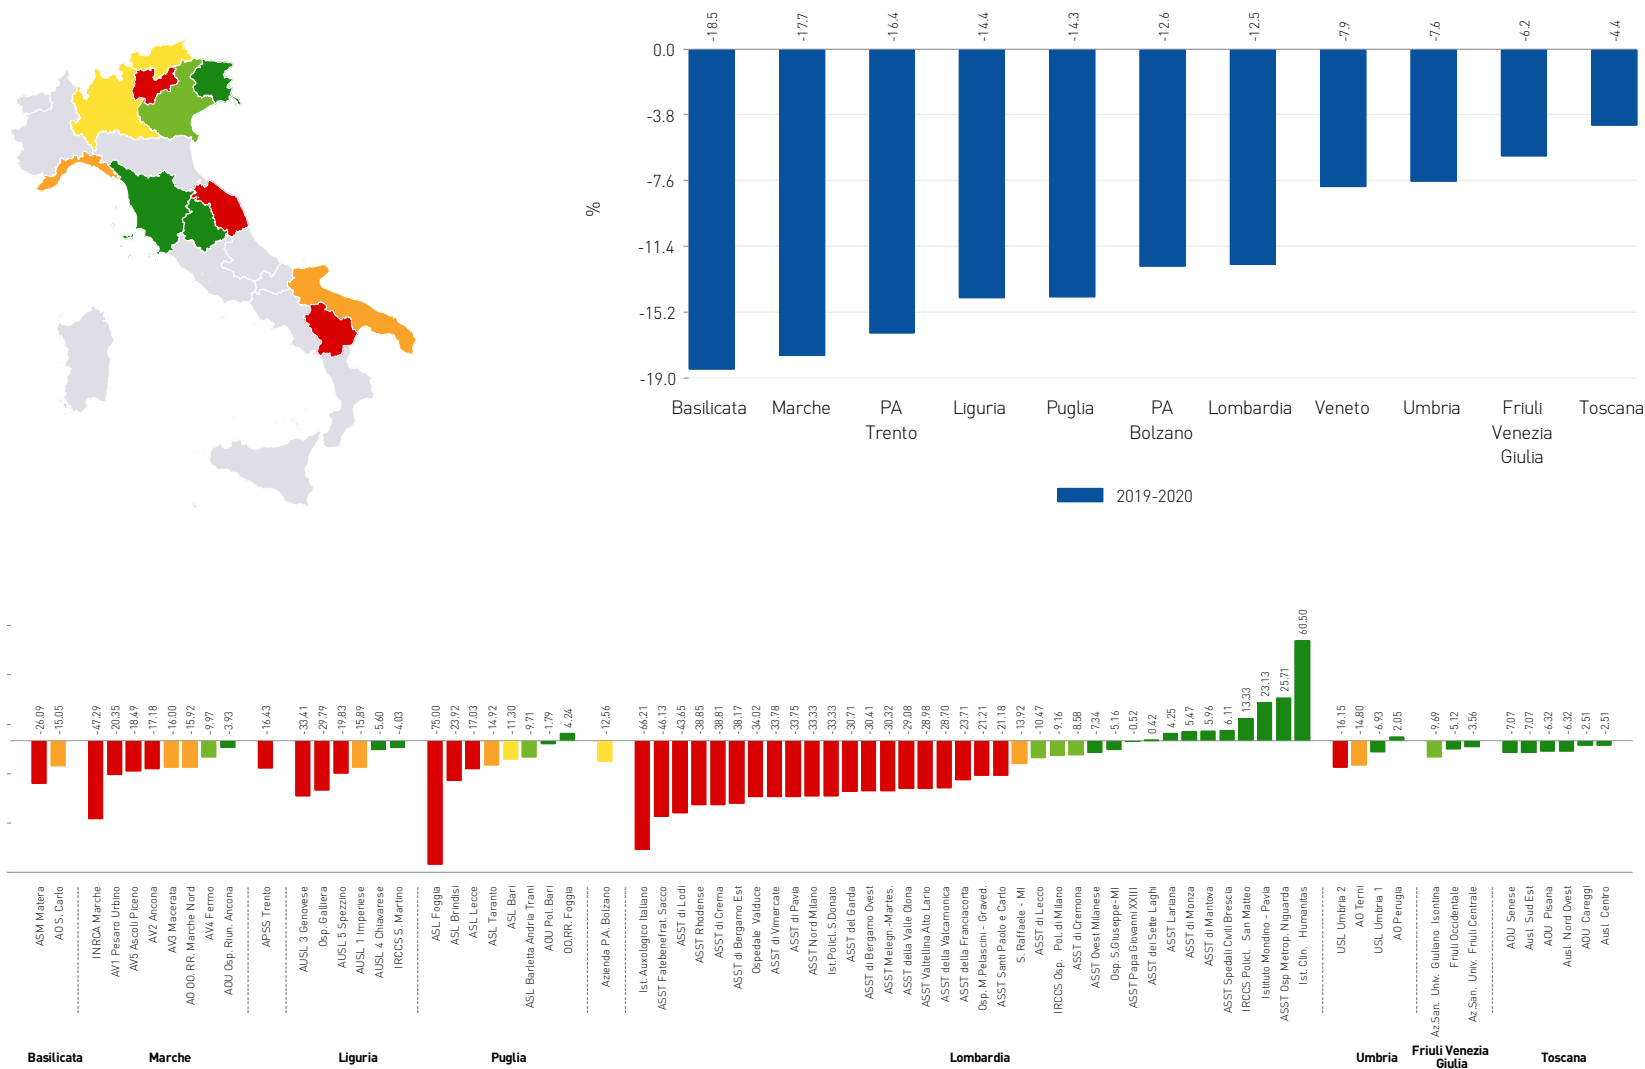 -18.5
-17.7
-16.4
-14.4
-14.3
-12.6
-12.5
-7.9
-7.6
-6.2
-4.4
0.0
-3.8
-7.6
-11.4
-15.2
-19.0
%
Basilicata
Marche
PA
Trento
Liguria
Puglia
PA
Bolzano
Lombardia
Veneto
Umbria
Friuli
Venezia
Giulia
Toscana
2019-2020
-26.09
-15.05
-47.29
-20.35
-18.49
-17.18
-16.00
-15.92
-9.97
-3.93
-16.43
-33.41
-29.79
-19.83
-15.89
-5.60
-4.03
-75.00
-23.92
-17.03
-14.92
-11.30
-9.71
-1.79
4.24
-12.56
-66.21
-46.13
-43.65
-38.85
-38.81
-38.17
-34.02
-33.78
-33.75
-33.33
-33.33
-30.71
-30.41
-30.32
-29.08
-28.98
-28.70
-23.71
-21.21
-21.18
-13.92
-10.47
-9.16
-8.58
-7.34
-5.16
-0.52
0.42
4.25
5.47
5.96
6.11
13.33
23.13
25.71
60.50
-16.15
-14.80
-6.93
2.05
-9.69
-5.12
-3.56
-7.07
-7.07
-6.32
-6.32
-2.51
-2.51
ASM Matera
AO S. Carlo
INRCA Marche
AV1 Pesaro Urbino
AV5 Ascoli Piceno
AV2 Ancona
AV3 Macerata
AO OO.RR. Marche Nord
AV4 Fermo
AOU Osp. Riun. Ancona
APSS Trento
AUSL 3 Genovese
Osp. Galliera
AUSL 5 Spezzino
AUSL 1 Imperiese
AUSL 4 Chiavarese
IRCCS S. Martino
ASL Foggia
ASL Brindisi
ASL Lecce
ASL Taranto
ASL Bari
ASL Barletta Andria Trani
AOU Pol. Bari
OO.RR. Foggia
Azienda P.A. Bolzano
Ist. Auxologico Italiano
ASST Fatebenefrat. Sacco
ASST di Lodi
ASST Rhodense
ASST di Crema
ASST di Bergamo Est
Ospedale Valduce
ASST di Vimercate
ASST di Pavia
ASST Nord Milano
Ist.Policl. S.Donato
ASST del Garda
ASST di Bergamo Ovest
ASST Melegn.-Martes.
ASST della Valle Olona
ASST Valtellina Alto Lario
ASST della Valcamonica
ASST della Franciacorta
Osp. M.Pelascini - Graved.
ASST Santi Paolo e Carlo
S.Raffaele - MI
ASST di Lecco
IRCCS Osp. Pol. di Milano
ASST di Cremona
ASST Ovest MIlanese
Osp. S.Giuseppe-MI
ASST Papa Giovanni XXIII
ASST dei Sette Laghi
ASST Lariana
ASST di Monza
ASST di Mantova
ASST Spedali Civili Brescia
IRCCS Policl. San Matteo
Istituto Mondino - Pavia
ASST Osp Metrop. Niguarda
Ist. Clin. Humanitas
USL Umbria 2
AO Terni
USL Umbria 1
AO Perugia
Az.San. Univ. Giuliano Isontina
Friuli Occidentale
Az.San. Univ. Friuli Centrale
AOU Senese
Ausl Sud Est
AOU Pisana
Ausl Nord Ovest
AOU Careggi
Ausl Centro
Basilicata
Marche
Liguria
Puglia
Lombardia
Umbria
Friuli Venezia
Giulia
Toscana